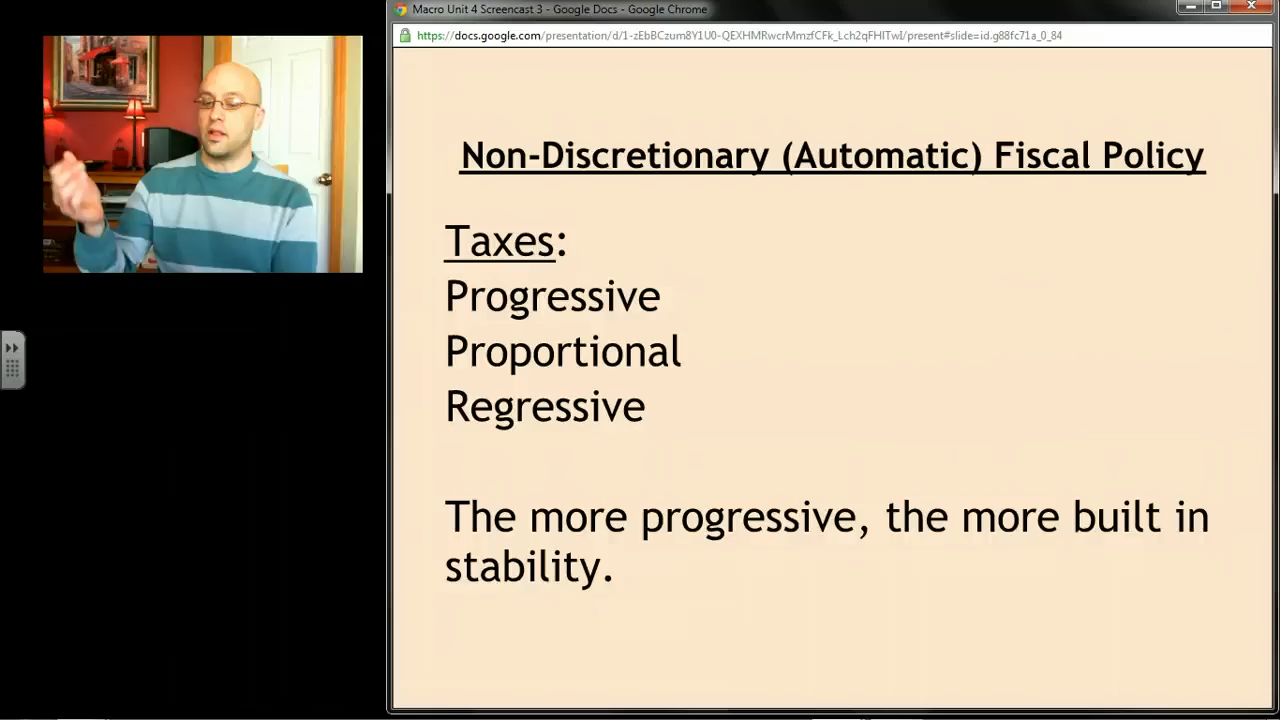 Macro Unit 4 Screencast 3 - Google Docs - Google Chrome
https://docs.google.com/presentation/d/1-zEbBCzum8Y1U0-QEXHMRwcrMmzfCFk_Lch2qFHITwI/present#slide=id.g88fc71a_0_84
Non-Discretionary (Automatic) Fiscal Policy
Taxes:
Progressive
Proportional
Regressive
The more progressive, the more built in
stability.